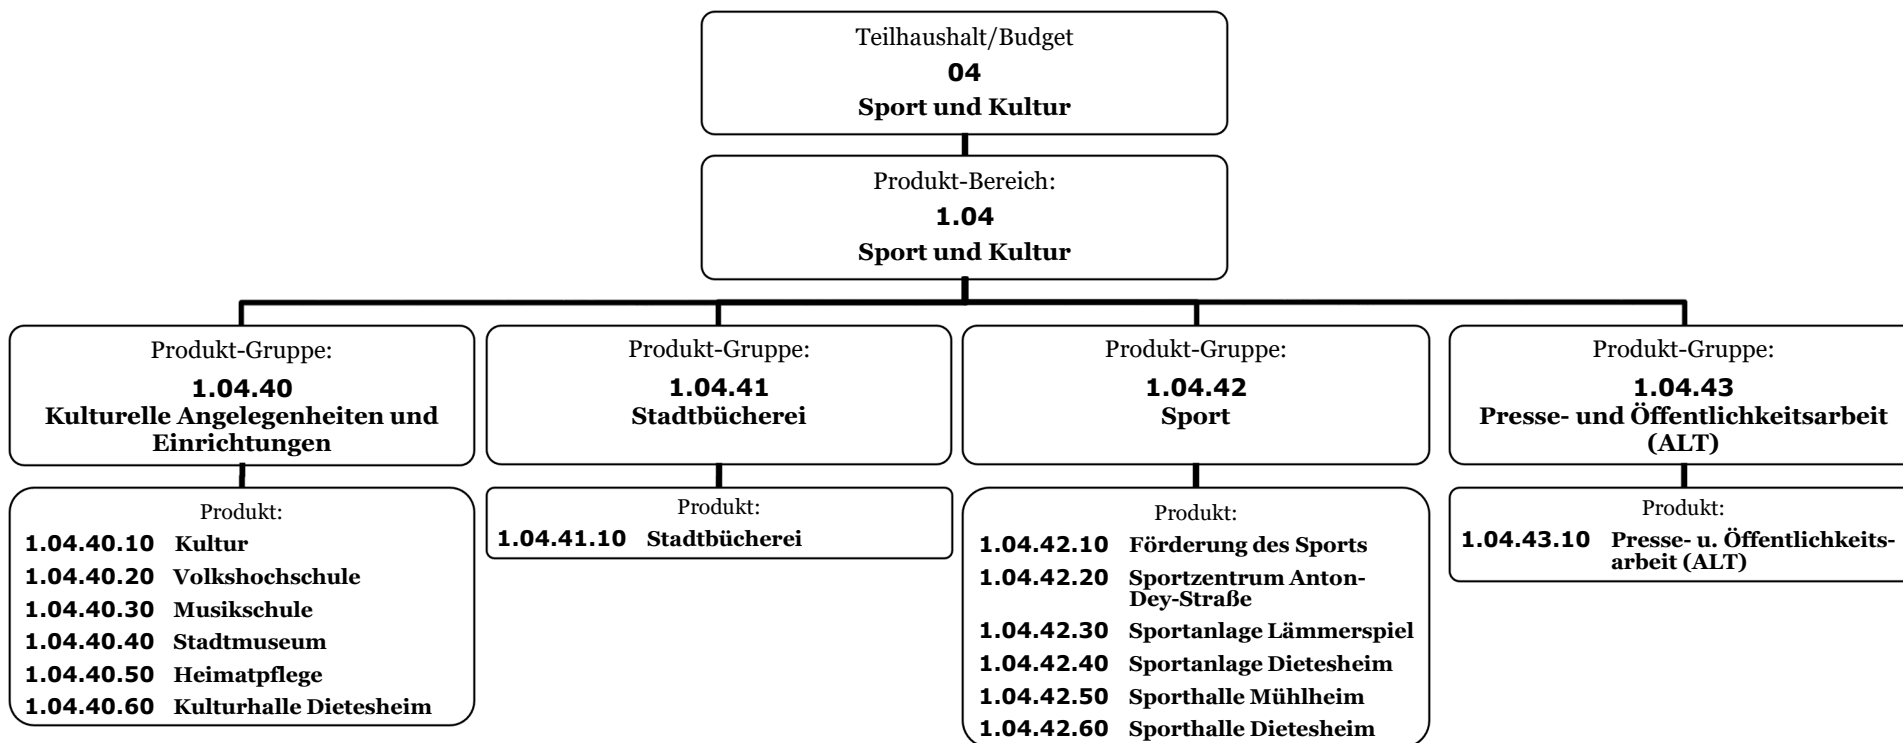 Teilhaushalt/Budget
04
Sport und Kultur
Produkt-Bereich:
1.04
Sport und Kultur
Produkt-Gruppe:
1.04.40
Kulturelle Angelegenheiten und
Einrichtungen
Produkt-Gruppe:
1.04.41
Stadtbücherei
Produkt-Gruppe:
1.04.42
Sport
Produkt-Gruppe:
1.04.43
Presse- und Öffentlichkeitsarbeit
(ALT)
Produkt:
1.04.40.10 Kultur
1.04.40.20 Volkshochschule
1.04.40.30 Musikschule
1.04.40.40 Stadtmuseum
1.04.40.50 Heimatpflege
1.04.40.60 Kulturhalle Dietesheim
Produkt:
1.04.41.10 Stadtbücherei
Produkt:
1.04.42.10 Förderung des Sports
1.04.42.20 Sportzentrum Anton-
Dey-Straße
1.04.42.30 Sportanlage Lämmerspiel
1.04.42.40 Sportanlage Dietesheim
1.04.42.50 Sporthalle Mühlheim
1.04.42.60 Sporthalle Dietesheim
Produkt:
1.04.43.10 Presse- u. Öffentlichkeits-
arbeit (ALT)